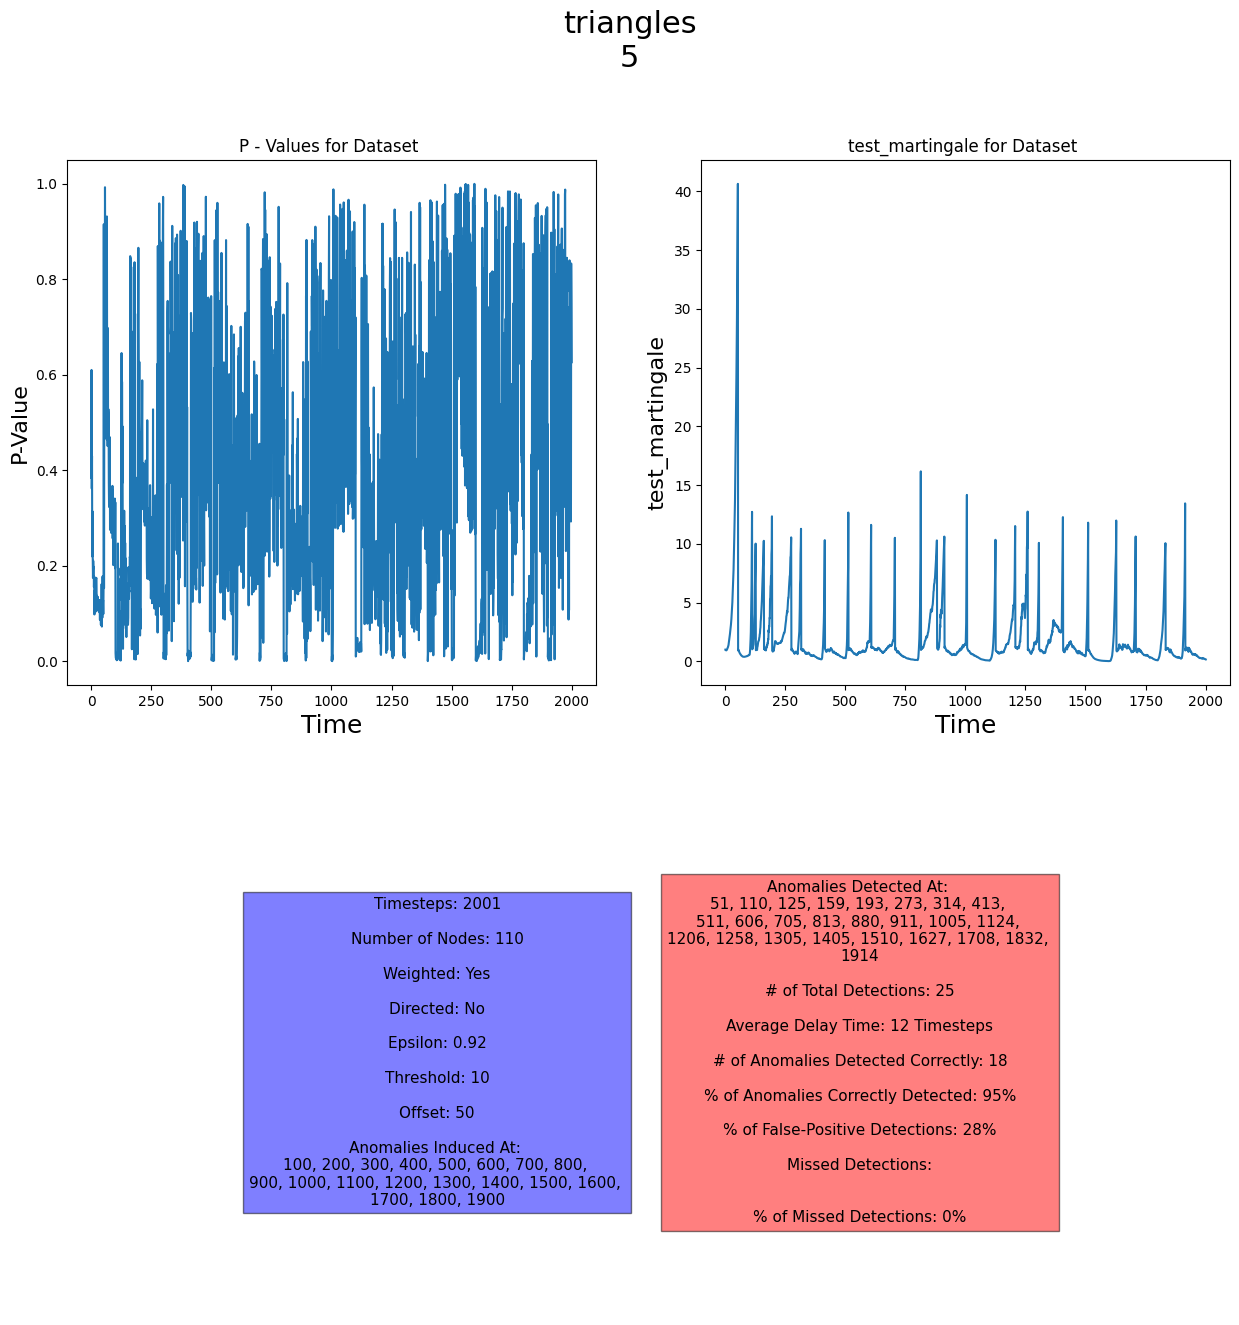 triangles
5
P - Values for Dataset
1.0
0.8
0.6
0.4
0.2
0.0
P-Value
0 250 500 750 1000 1250 1500 1750 2000
Time
test_martingale for Dataset
40
35
30
25
20
15
10
5
0
test_martingale
0 250 500 750 1000 1250 1500 1750 2000
Time
Timesteps: 2001
Number of Nodes: 110
Weighted: Yes
Directed: No
Epsilon: 0.92
Threshold: 10
Offset: 50
Anomalies Induced At:
100, 200, 300, 400, 500, 600, 700, 800,
900, 1000, 1100, 1200, 1300, 1400, 1500, 1600,
1700, 1800, 1900
Anomalies Detected At:
51, 110, 125, 159, 193, 273, 314, 413,
511, 606, 705, 813, 880, 911, 1005, 1124,
1206, 1258, 1305, 1405, 1510, 1627, 1708, 1832,
1914
# of Total Detections: 25
Average Delay Time: 12 Timesteps
# of Anomalies Detected Correctly: 18
% of Anomalies Correctly Detected: 95%
% of False-Positive Detections: 28%
Missed Detections:
% of Missed Detections: 0%